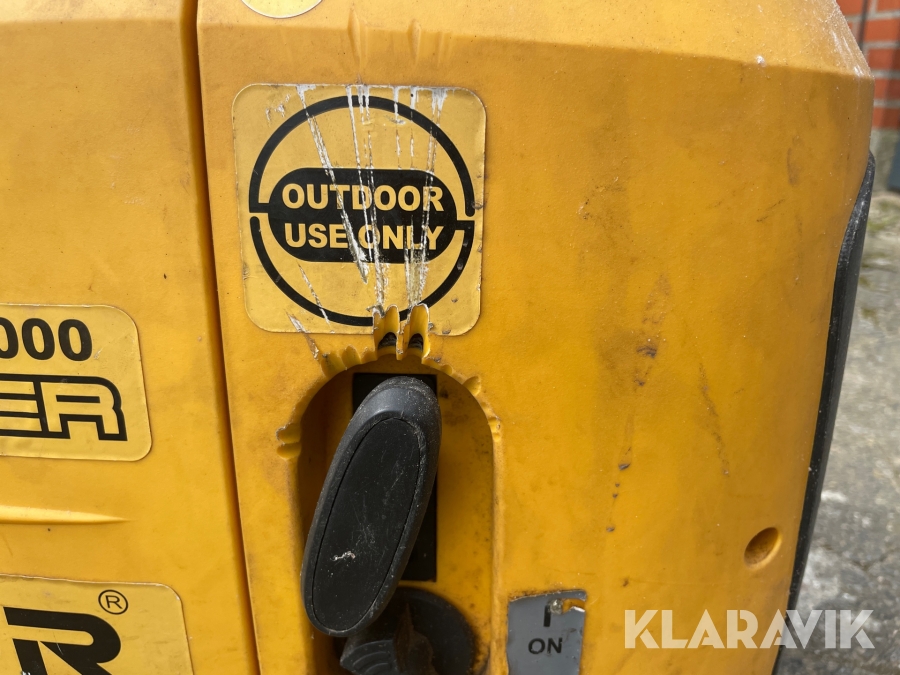 OUTDOOR
USE ONLY
000
ER
R®
I
ON
KLARAVIK